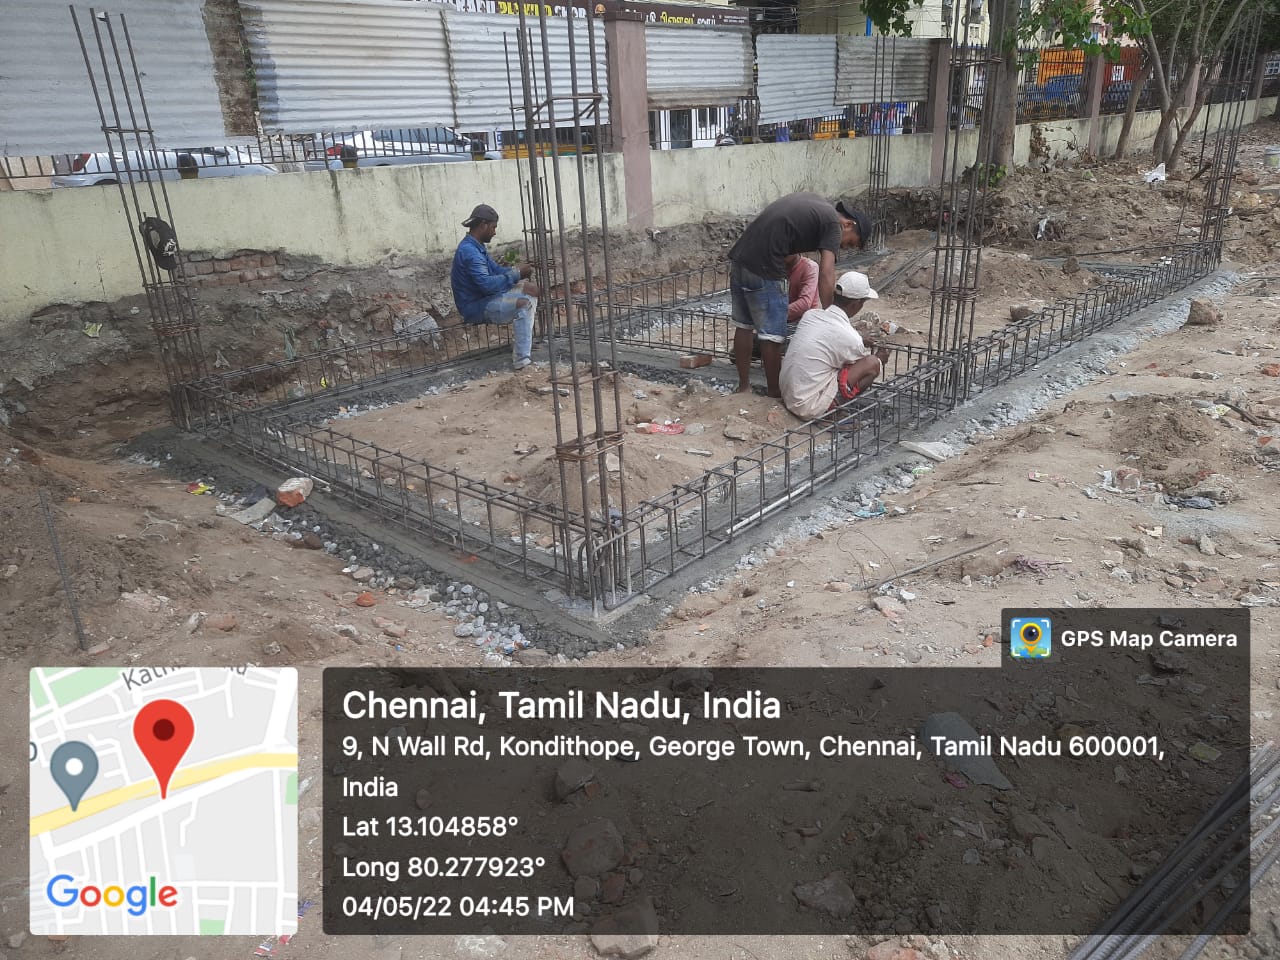 GPS Map Camera
Chennai, Tamil Nadu, India
9, N Wall Rd, Kondithope, George Town, Chennai, Tamil Nadu 600001,
India
Lat 13.104858°
Long 80.277923°
04/05/22 04:45 PM
Google